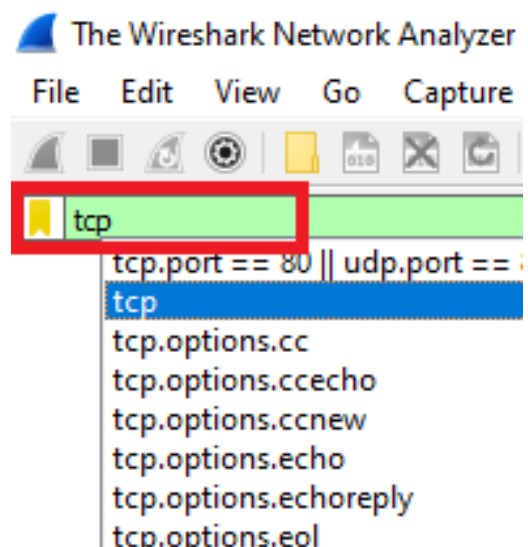 The Wireshark Network Analyzer
File Edit View Go Capture
010
tcp
tcp.port == 80 || udp.port ==
tcp
tcp.options.cc
tcp.options.ccecho
tcp.options.ccnew
tcp.options.echo
tcp.options.echoreply
tcp.options.eol